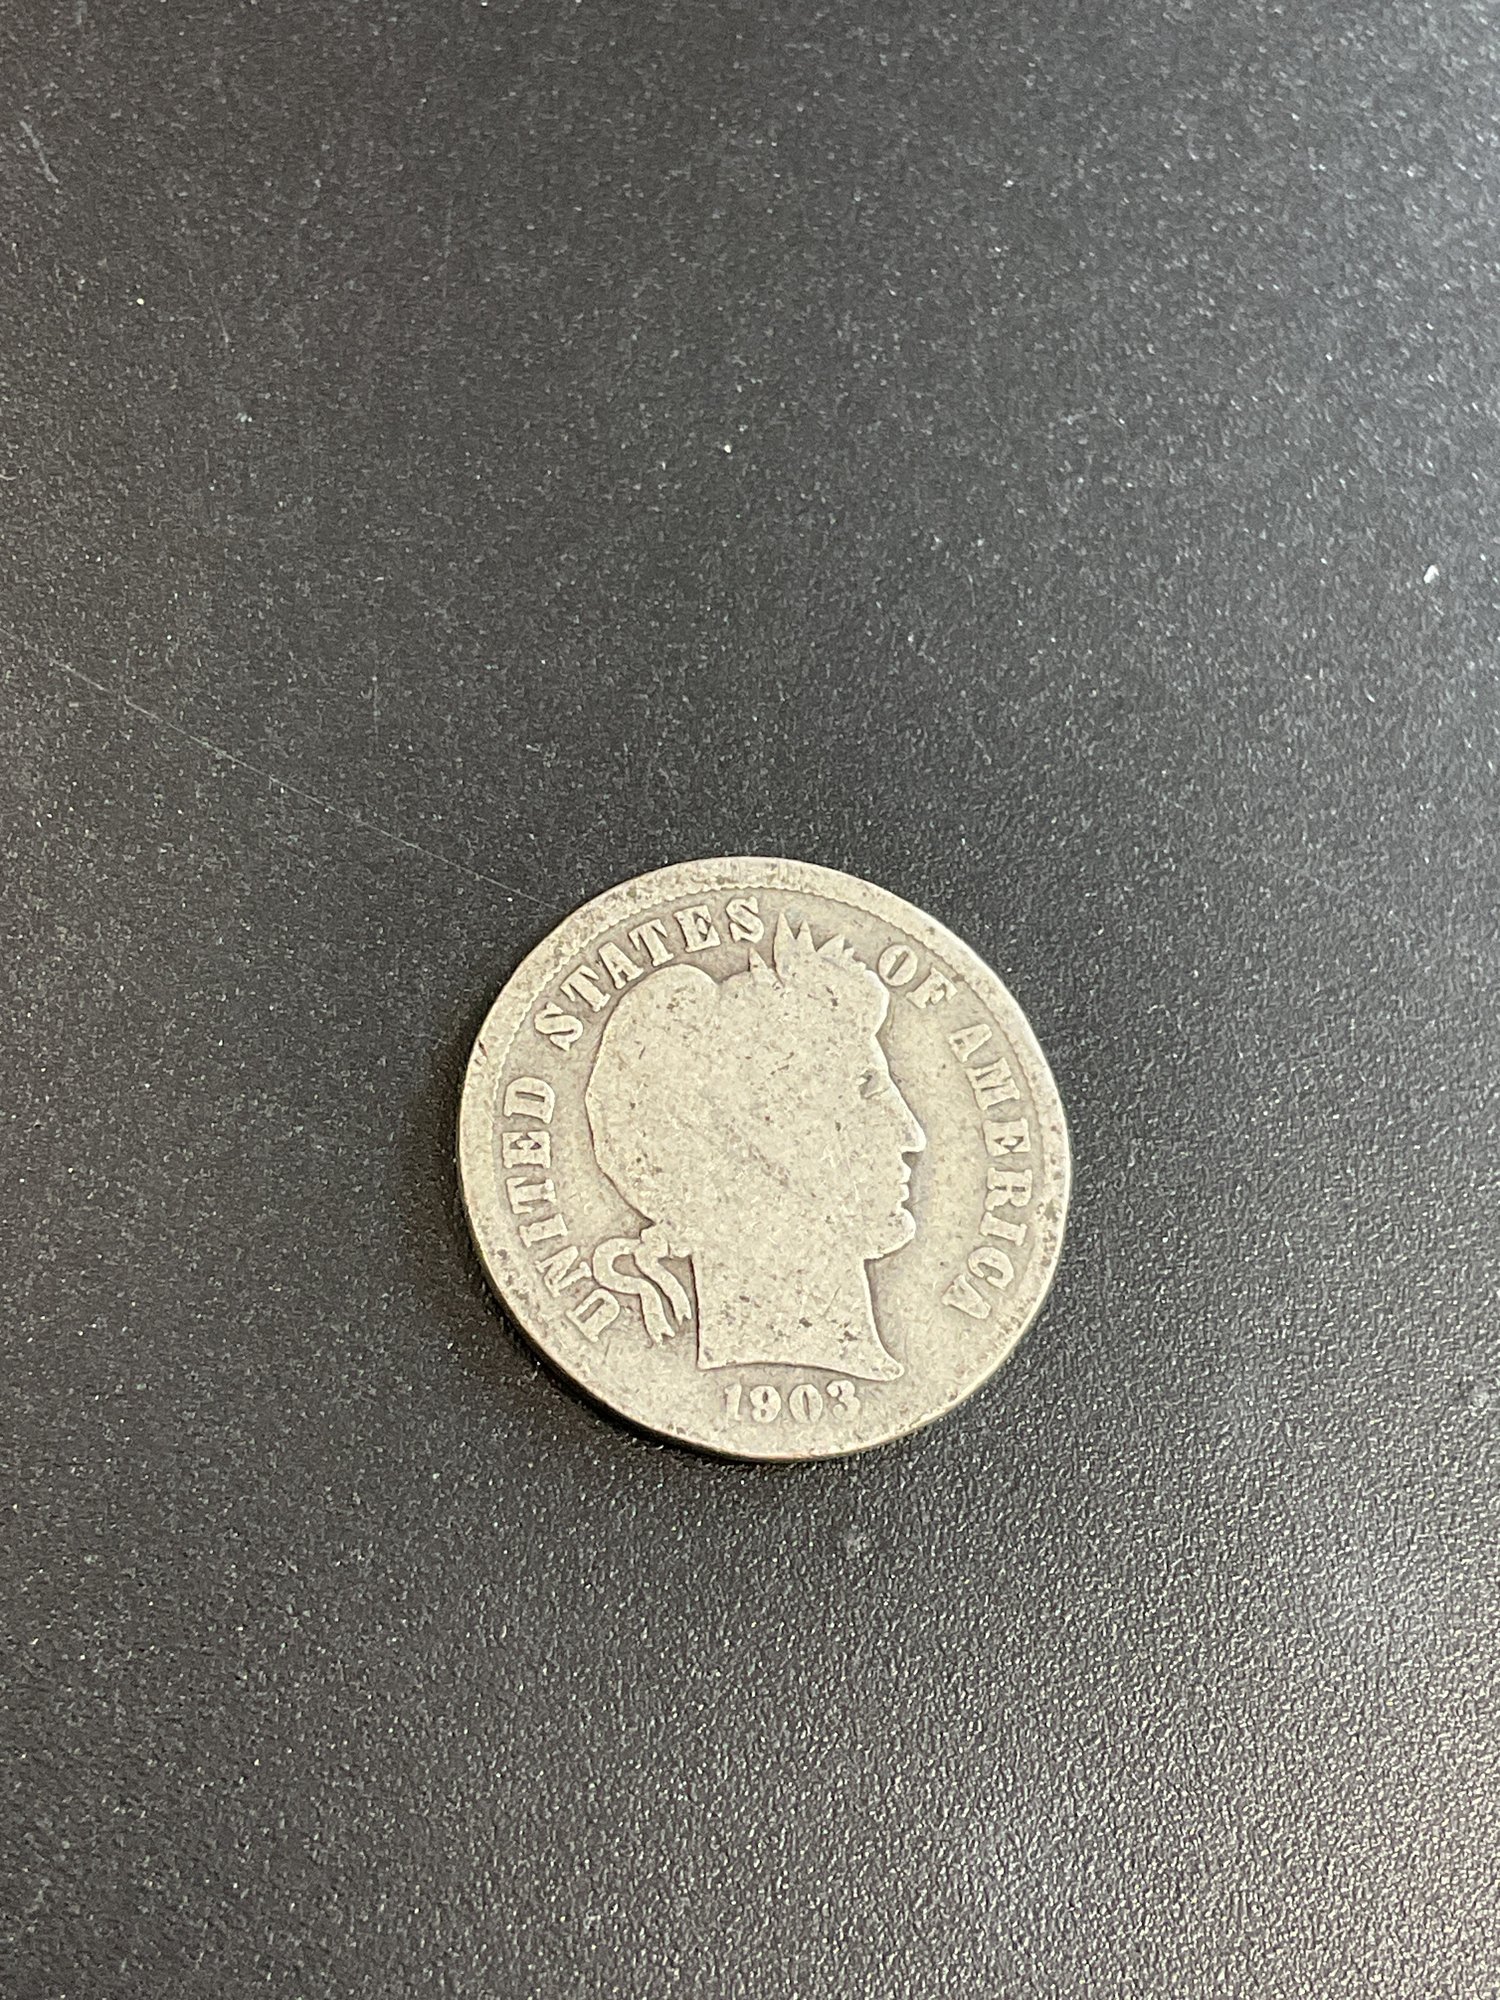 UNITED STATES OF AMERICA
1903